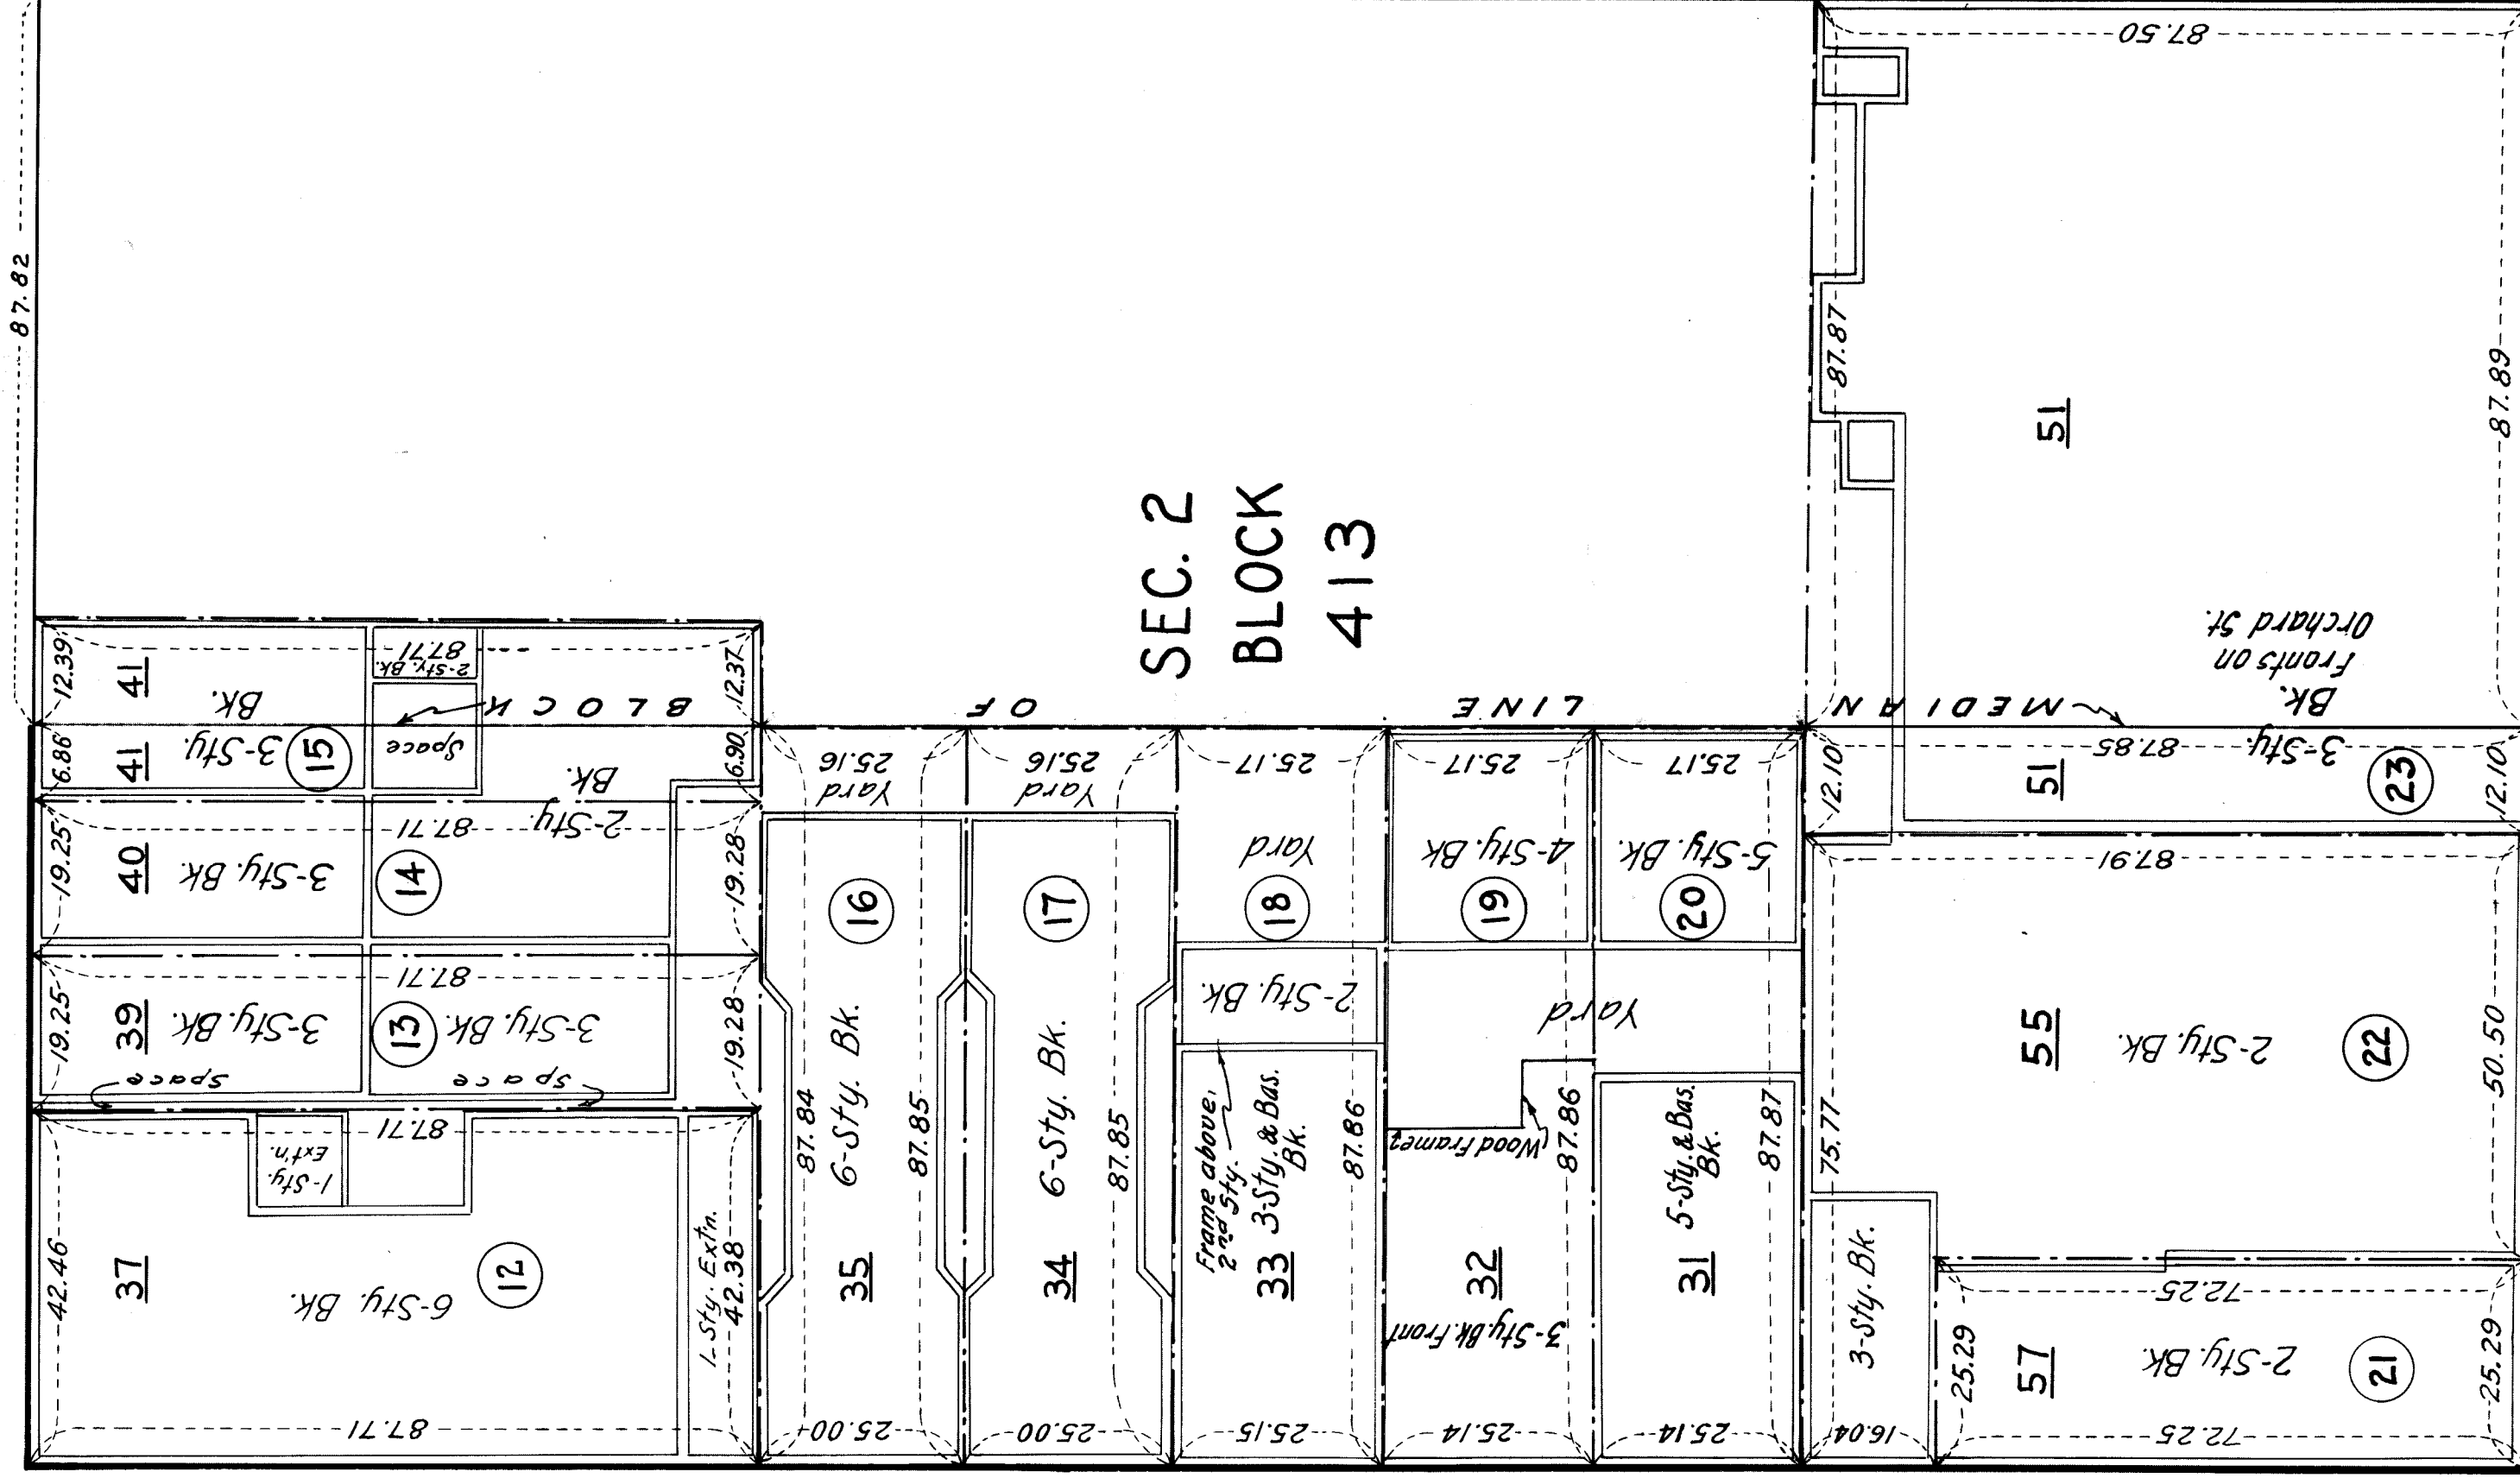 87.82
SEC. 2
BLOCK
413
87.50
87.87
51
87.89
3-Sty.
Bk.
Fronts on
Orchard St.
MEDIAN LINE OF BLOCK
12.39
41
Bk.
2-Sty. Bk.
87.71
12.37
6.86
41
3-Sty.
15
Space
Bk.
2-Sty.
6.90
19.25
40
3-Sty. Bk.
14
87.71
19.28
19.25
39
3-Sty. Bk.
13
3-Sty. Bk.
87.71
19.28
Space
Space
42.46
37
6-Sty. Bk.
12
1-Sty.
Ext'n.
87.71
1-Sty. Ext'n.
42.38
87.71
25.16
Yard
16
87.84
6-Sty. Bk.
87.85
35
25.00
25.16
Yard
17
6-Sty. Bk.
87.85
34
25.00
25.17
Yard
18
2-Sty. Bk.
Frame above
2nd Sty.
33
3-Sty. & Bas.
Bk.
87.86
25.15
25.17
4-Sty. Bk.
19
Yard
Wood Frame
87.86
32
3-Sty. Bk. Front
25.14
25.17
5-Sty. Bk.
20
5-Sty. & Bas.
Bk.
87.87
31
25.14
12.10
51
87.85
23
12.10
87.91
75.77
55
2-Sty. Bk.
22
50.50
3-Sty. Bk.
16.04
72.25
25.29
57
2-Sty. Bk.
21
25.29
72.25